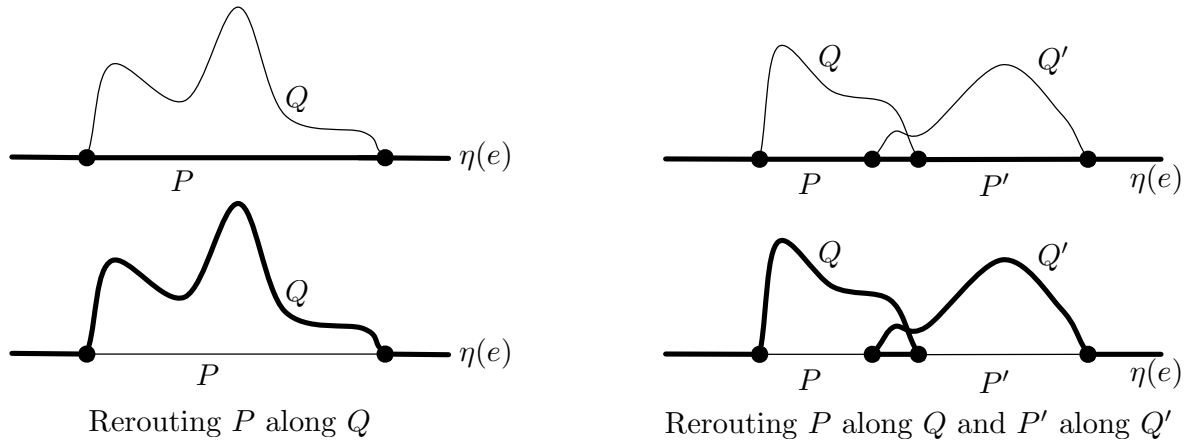 Q
η(e)
P
Q
η(e)
P
Rerouting P along Q
Q
Q′
P
P′
η(e)
Q
Q′
P
P′
η(e)
Rerouting P along Q and P′ along Q′